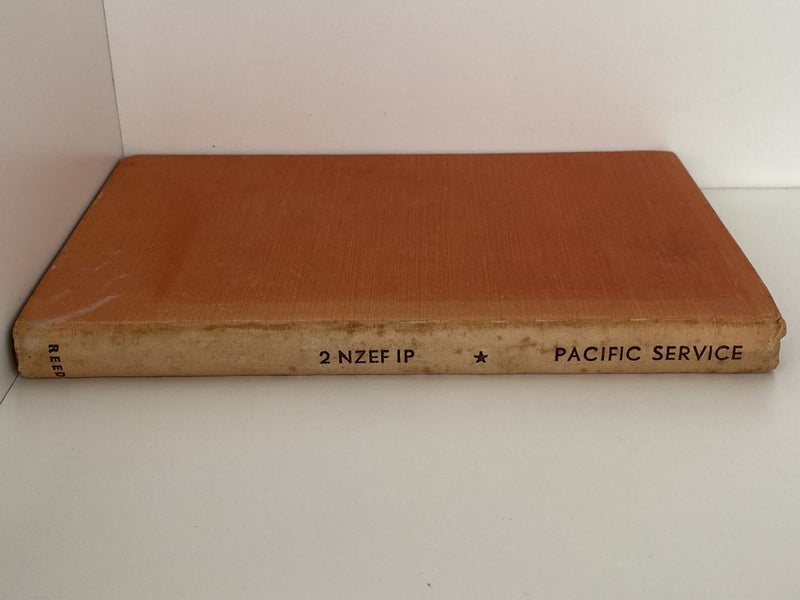 REED
2 NZEF IP ★ PACIFIC SERVICE